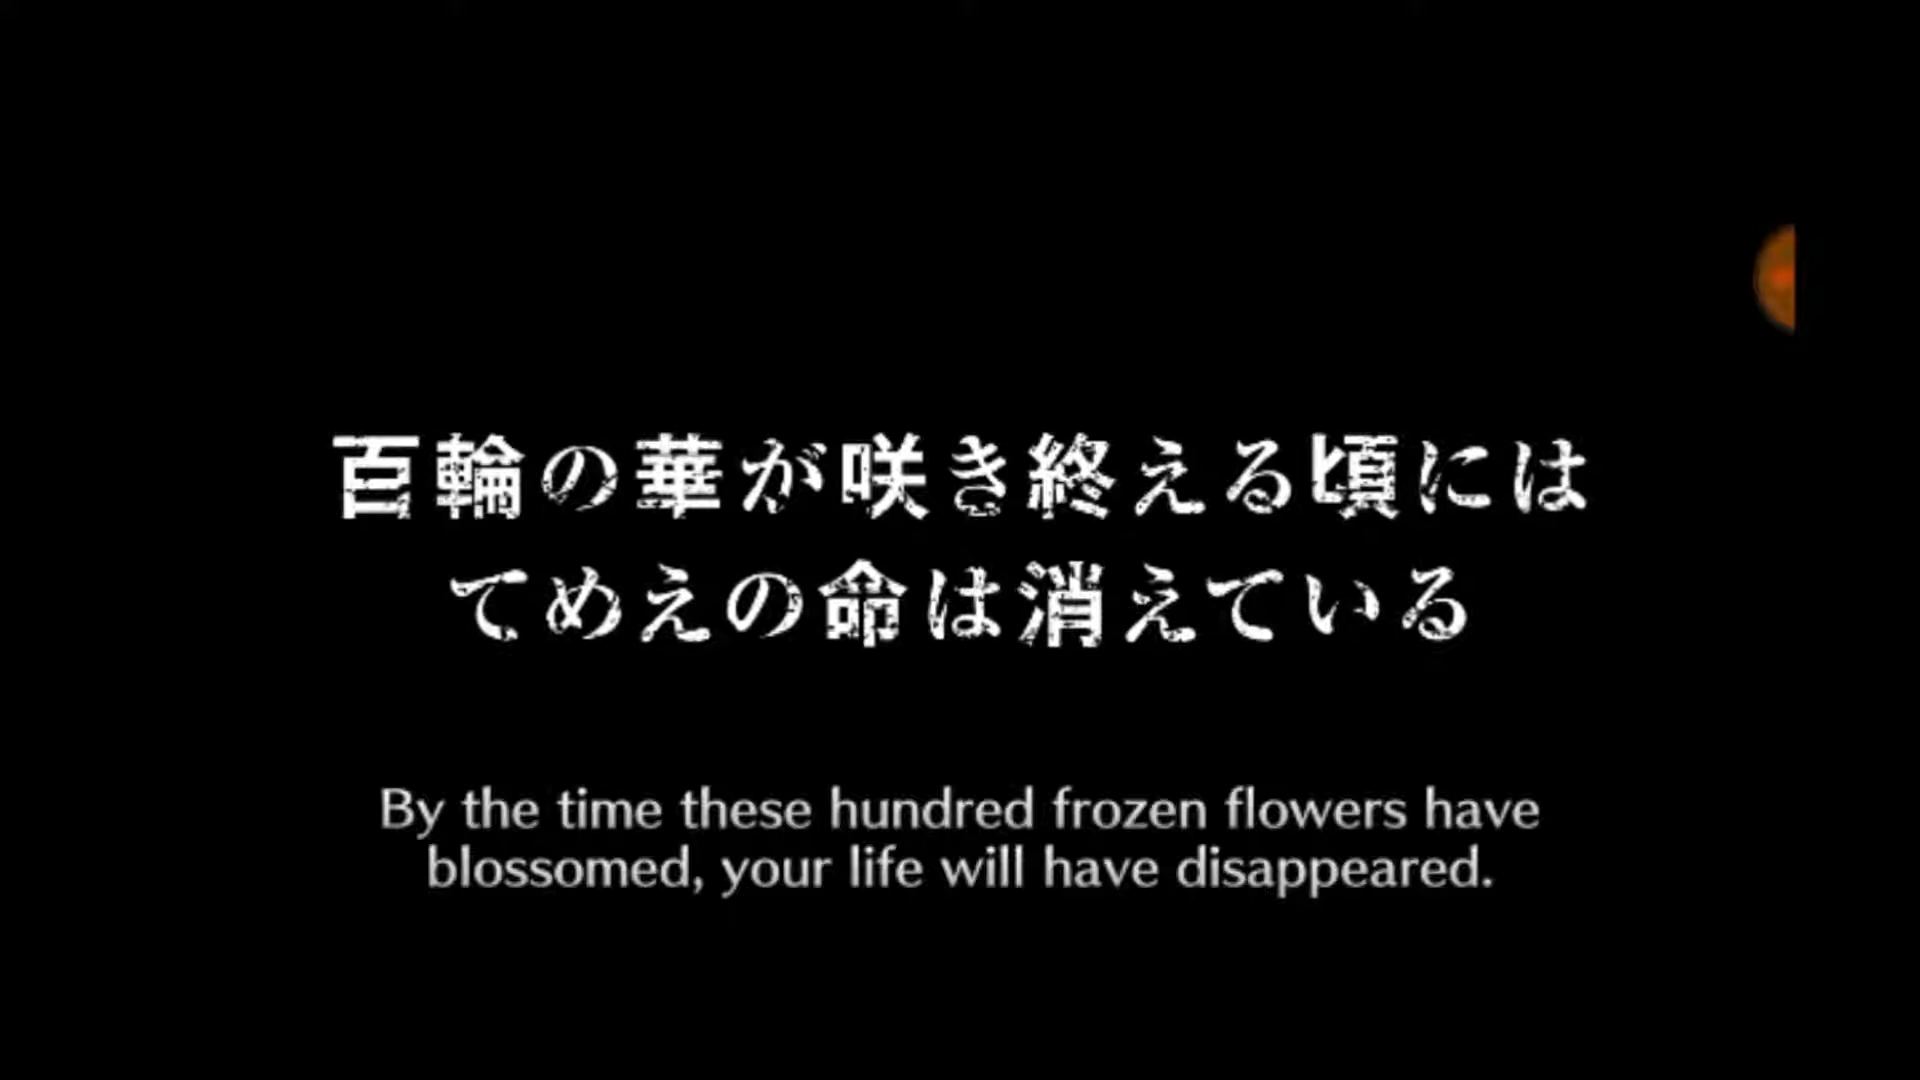 百輪の華が咲き終える頃には
てめえの命は消えている
By the time these hundred frozen flowers have
blossomed, your life will have disappeared.